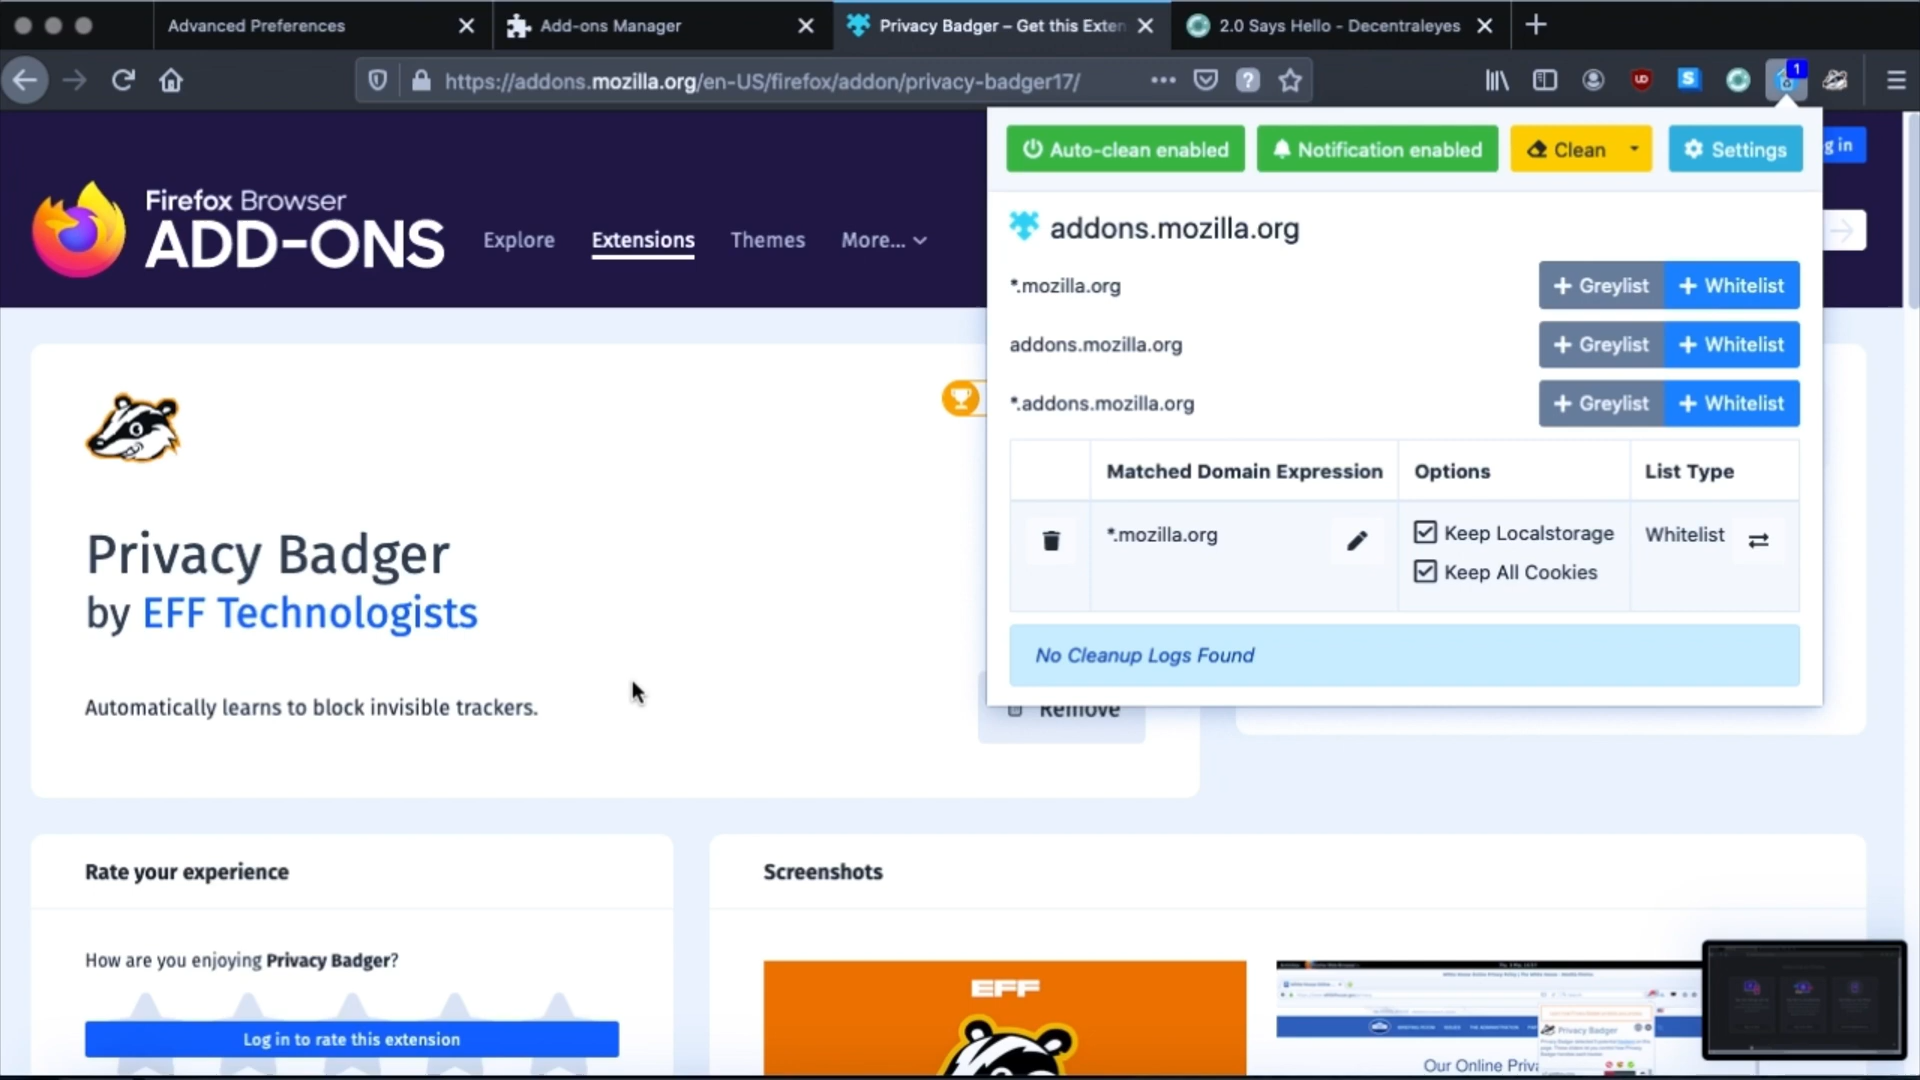 Advanced Preferences
Add-ons Manager
Privacy Badger – Get this Exten
2.0 Says Hello - Decentraleyes
https://addons.mozilla.org/en-US/firefox/addon/privacy-badger17/
1
Auto-clean enabled
Notification enabled
Clean
Settings
g in
Firefox Browser
ADD-ONS
Explore
Extensions
Themes
More...
addons.mozilla.org
*.mozilla.org
+ Greylist
+ Whitelist
addons.mozilla.org
+ Greylist
+ Whitelist
*.addons.mozilla.org
+ Greylist
+ Whitelist
Matched Domain Expression
Options
List Type
*.mozilla.org
Keep Localstorage
Whitelist
Keep All Cookies
No Cleanup Logs Found
Privacy Badger
by EFF Technologists
Automatically learns to block invisible trackers.
Remove
Rate your experience
Screenshots
How are you enjoying Privacy Badger?
Log in to rate this extension
EFF
Privacy Badger
Our Online Priva